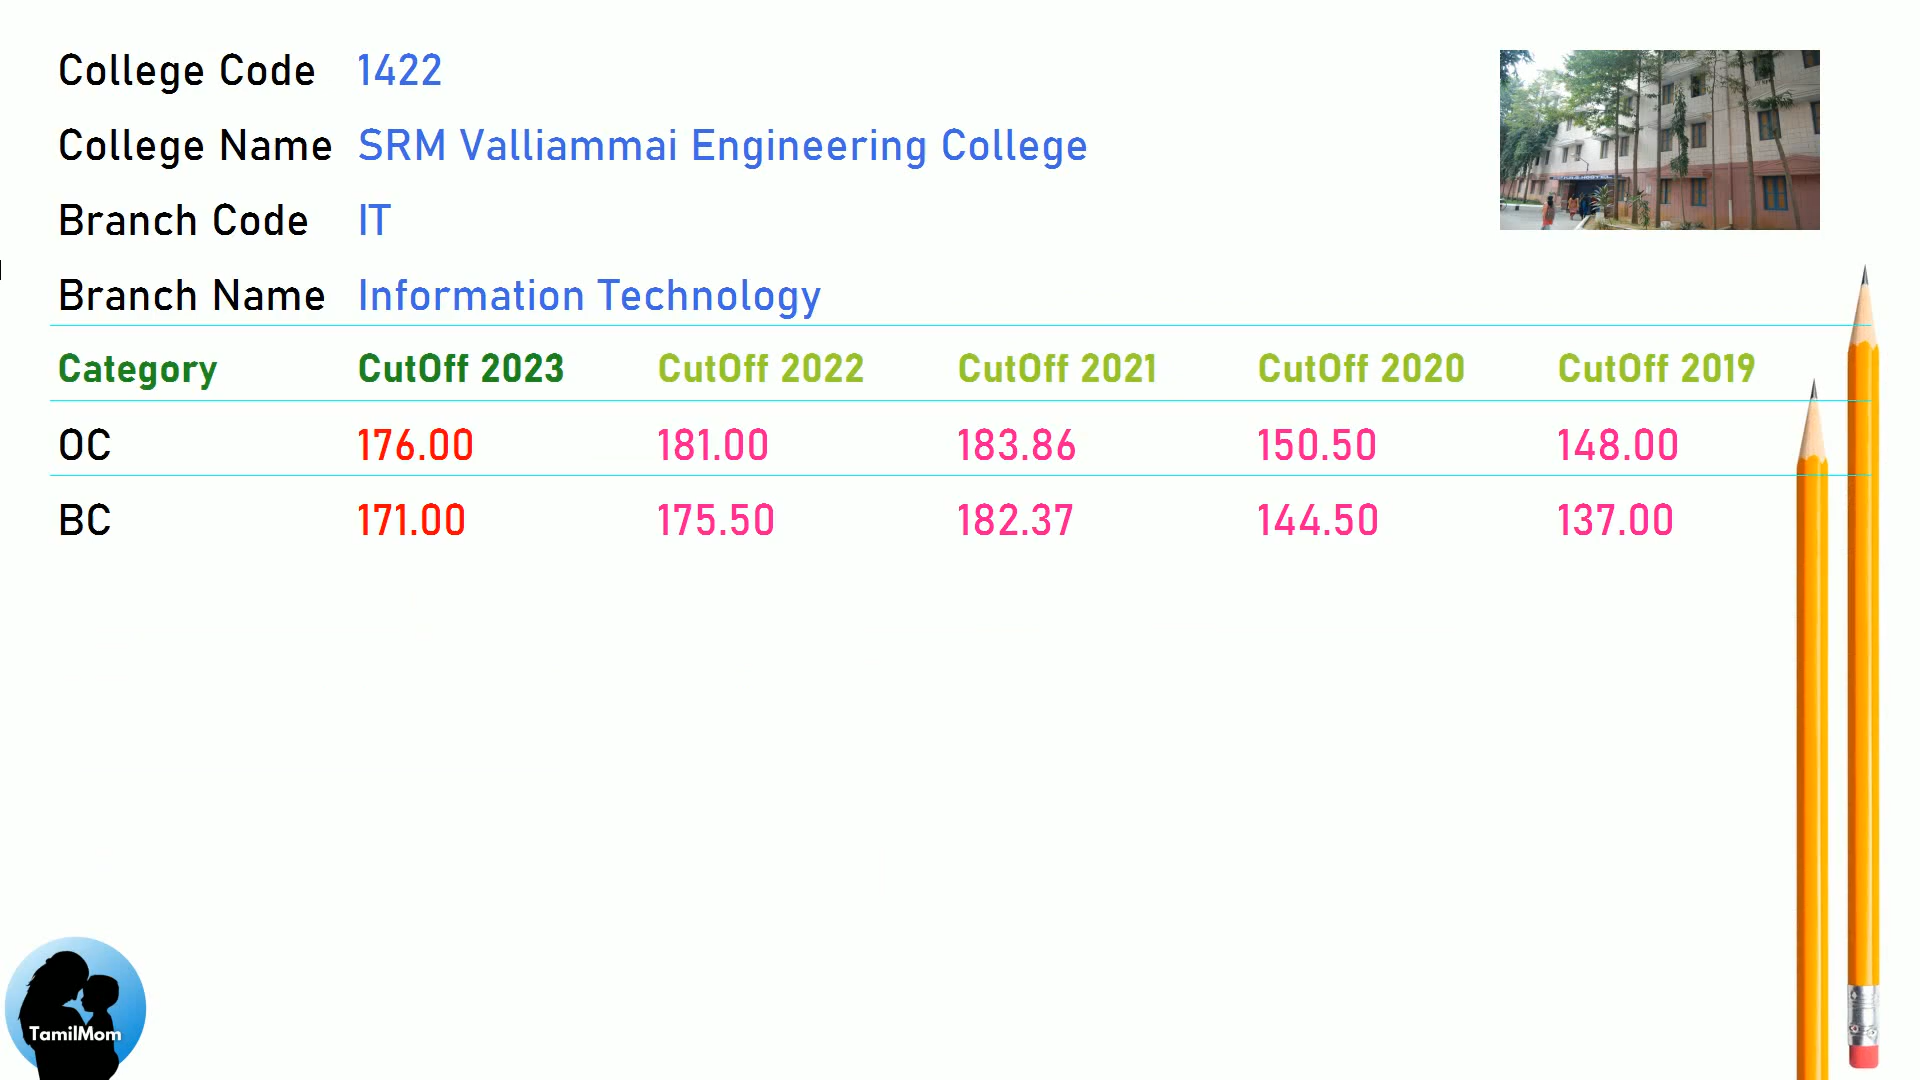 College Code 1422
College Name SRM Valliammai Engineering College
Branch Code IT
Branch Name Information Technology
Category CutOff 2023 CutOff 2022 CutOff 2021 CutOff 2020 CutOff 2019
OC 176.00 181.00 183.86 150.50 148.00
BC 171.00 175.50 182.37 144.50 137.00
TamilMom